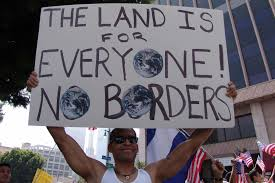 THE LAND IS
FOR
EVERYONE!
NO BORDERS